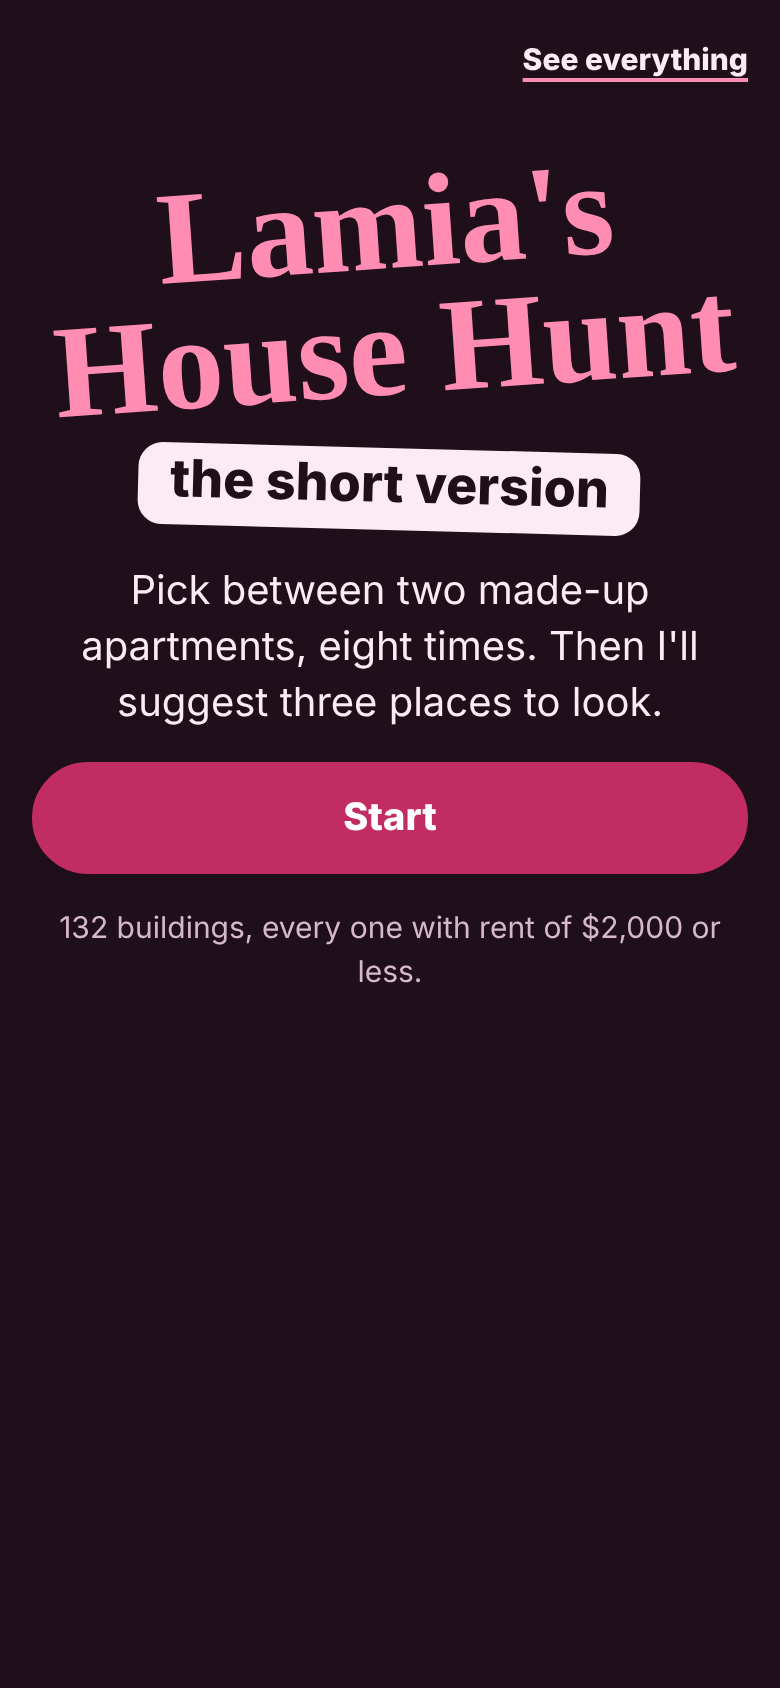 See everything
Lamia's
House Hunt
the short version
Pick between two made-up
apartments, eight times. Then I'll
suggest three places to look.
Start
132 buildings, every one with rent of $2,000 or
less.